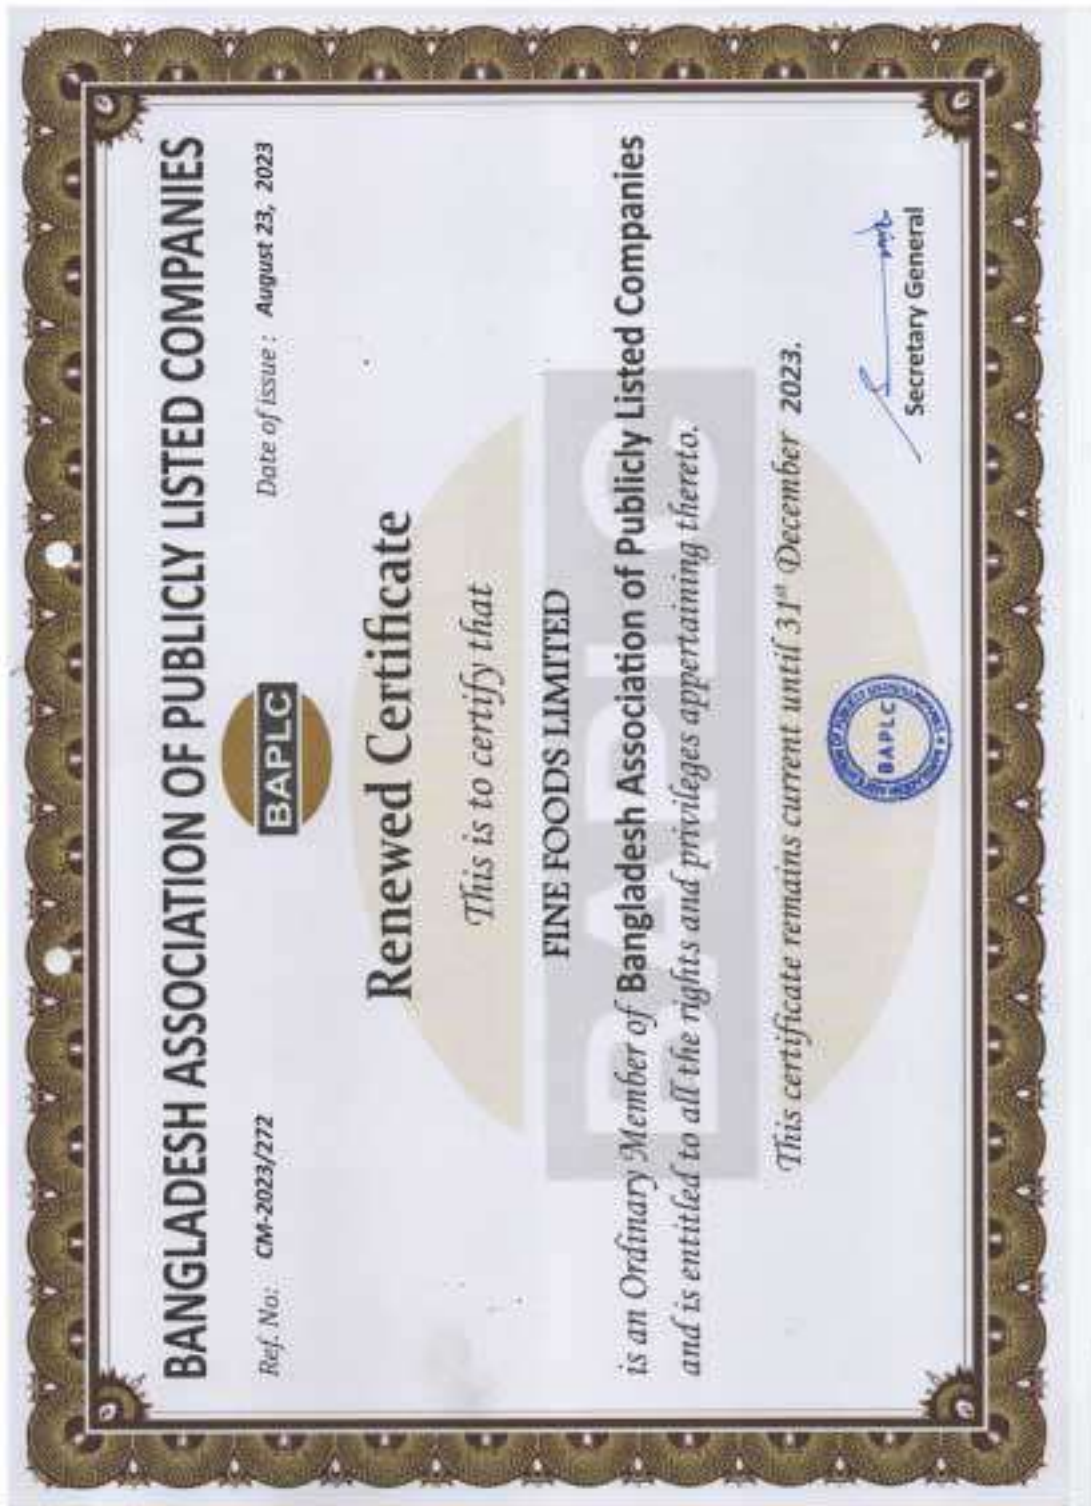 BANGLADESH ASSOCIATION OF PUBLICLY LISTED COMPANIES
Ref. No: CM-2023/272
BAPLC
Date of issue : August 23, 2023
Renewed Certificate
This is to certify that
FINE FOODS LIMITED
is an Ordinary Member of Bangladesh Association of Publicly Listed Companies
and is entitled to all the rights and privileges appertaining thereto.
This certificate remains current until 31st December 2023.
BAPLC
BAPLC
Secretary General